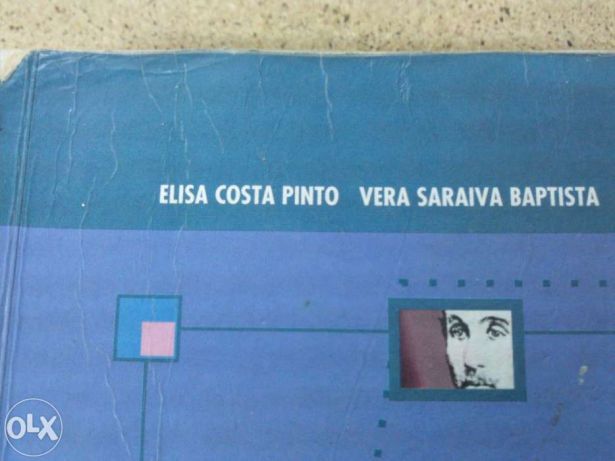 ELISA COSTA PINTO VERA SARAIVA BAPTISTA
OLX